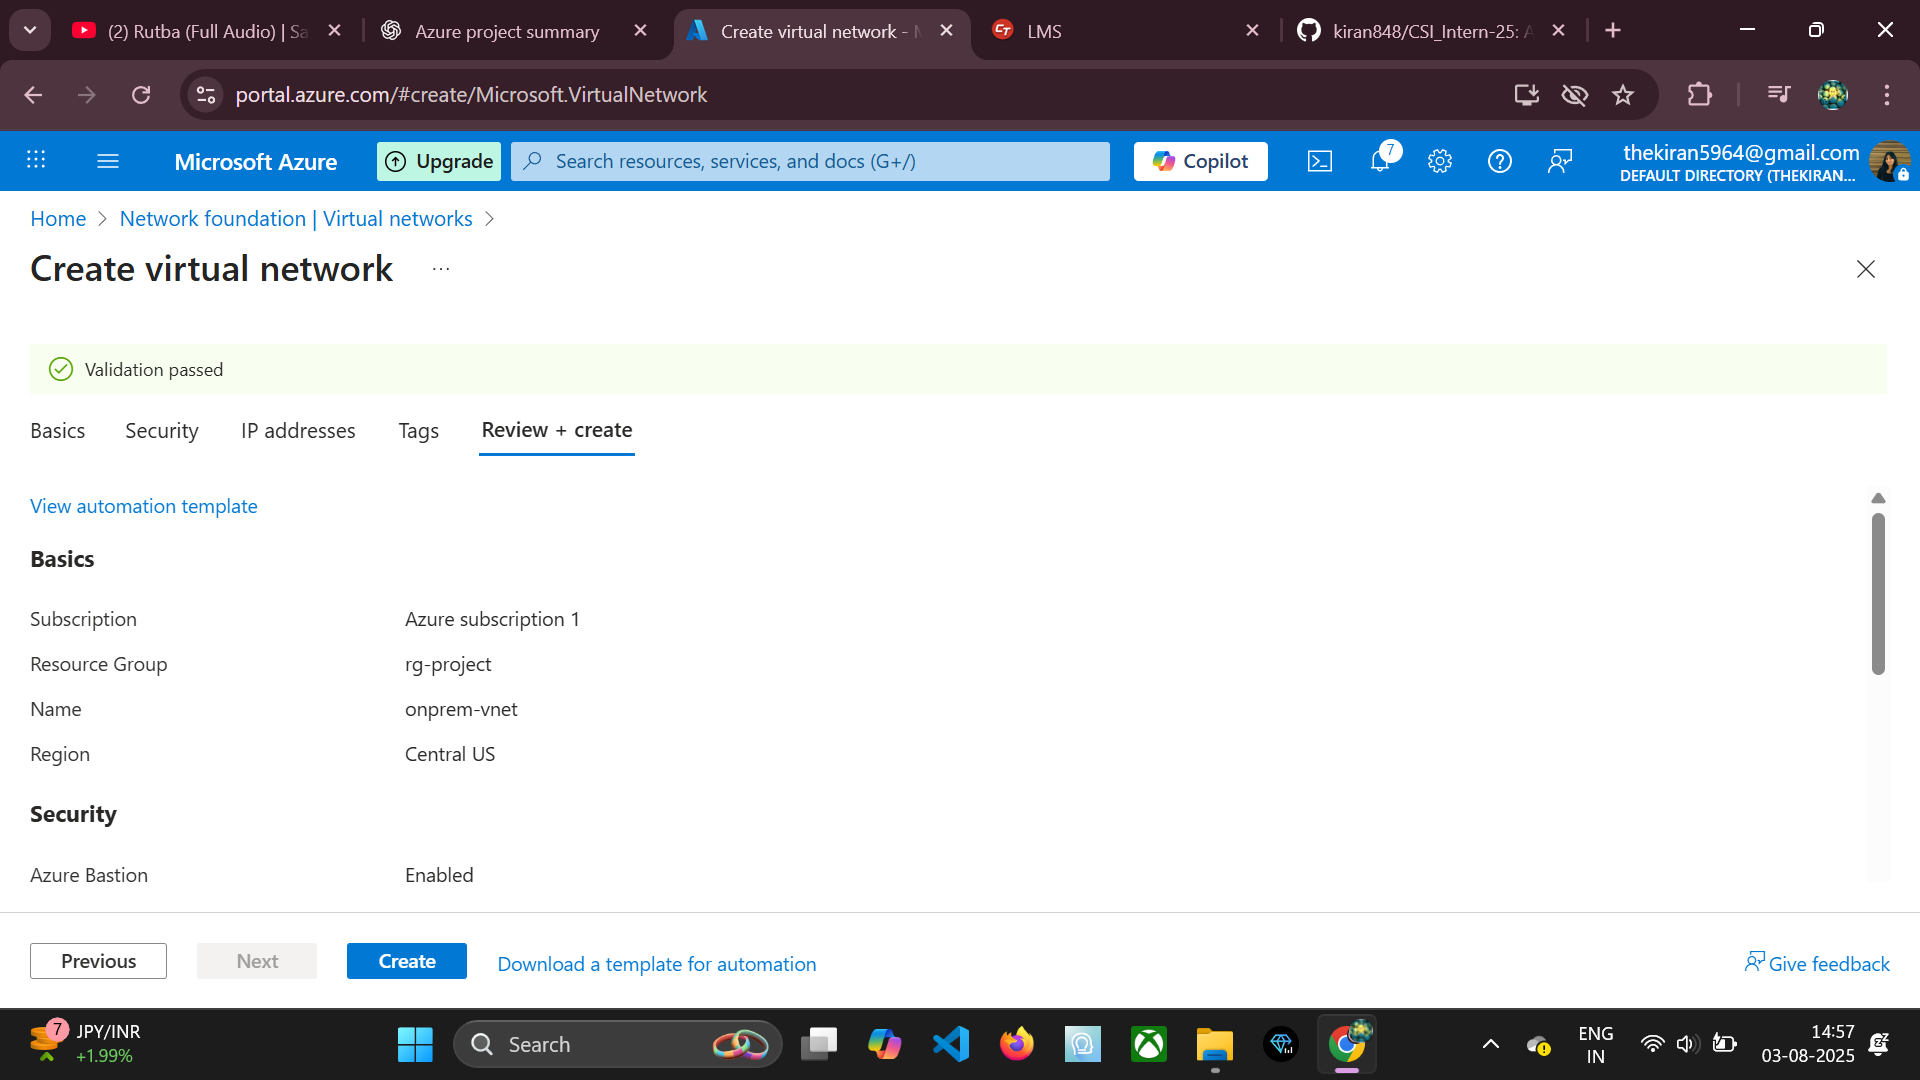 (2) Rutba (Full Audio) | Sa
Azure project summary
Create virtual network - M
LMS
kiran848/CSI_Intern-25: A
portal.azure.com/#create/Microsoft.VirtualNetwork
Microsoft Azure
Upgrade
Search resources, services, and docs (G+/)
Copilot
7
thekiran5964@gmail.com
DEFAULT DIRECTORY (THEKIRAN...
Home > Network foundation | Virtual networks >
Create virtual network ...
Validation passed
Basics
Security
IP addresses
Tags
Review + create
View automation template
Basics
Subscription Azure subscription 1
Resource Group rg-project
Name onprem-vnet
Region Central US
Security
Azure Bastion Enabled
Previous
Next
Create
Download a template for automation
Give feedback
7
JPY/INR
+1.99%
Search
ENG
IN
14:57
03-08-2025